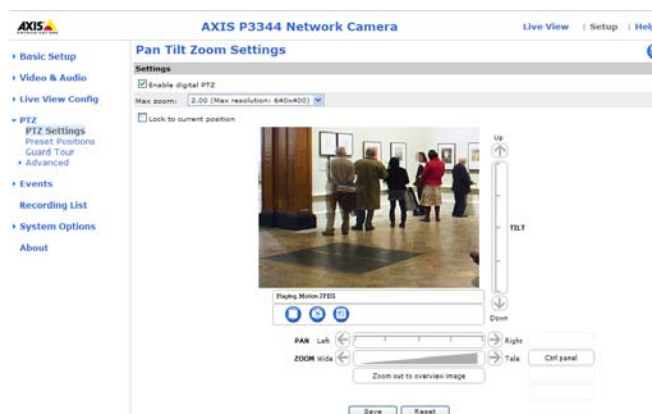 AXIS
AXIS P3344 Network Camera
Live View | Setup | Help
Basic Setup
Video & Audio
Live View Config
PTZ
PTZ Settings
Preset Positions
Guard Tour
Advanced
Events
Recording List
System Options
About
Pan Tilt Zoom Settings
Settings
Enable digital PTZ
Max zoom: 2.00 (Max resolution: 640x400)
Lock to current position
Up
TILT
Down
Playing Motion JPEG
PAN Left Right
ZOOM Wide Tele Ctrl panel
Zoom out to overview image
Save Reset